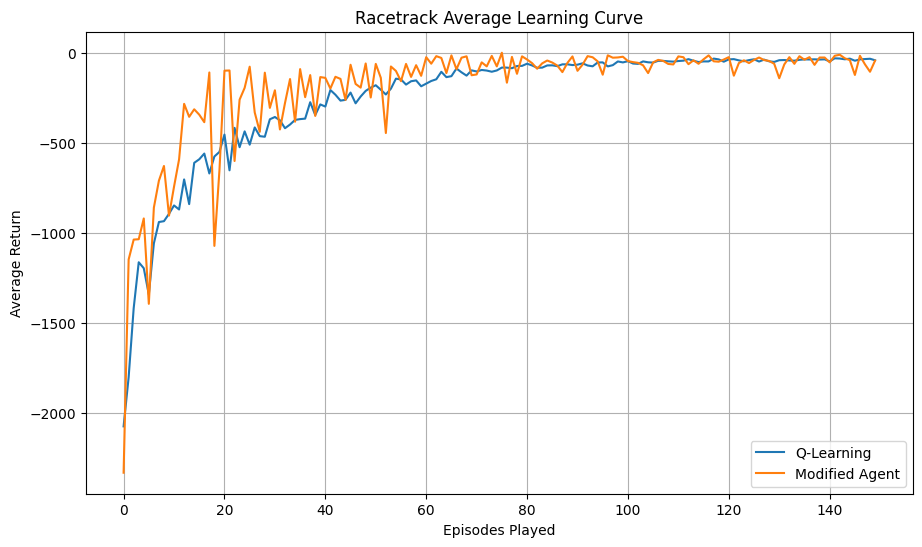 Racetrack Average Learning Curve
Average Return
0
−500
−1000
−1500
−2000
0 20 40 60 80 100 120 140
Episodes Played
Q-Learning
Modified Agent